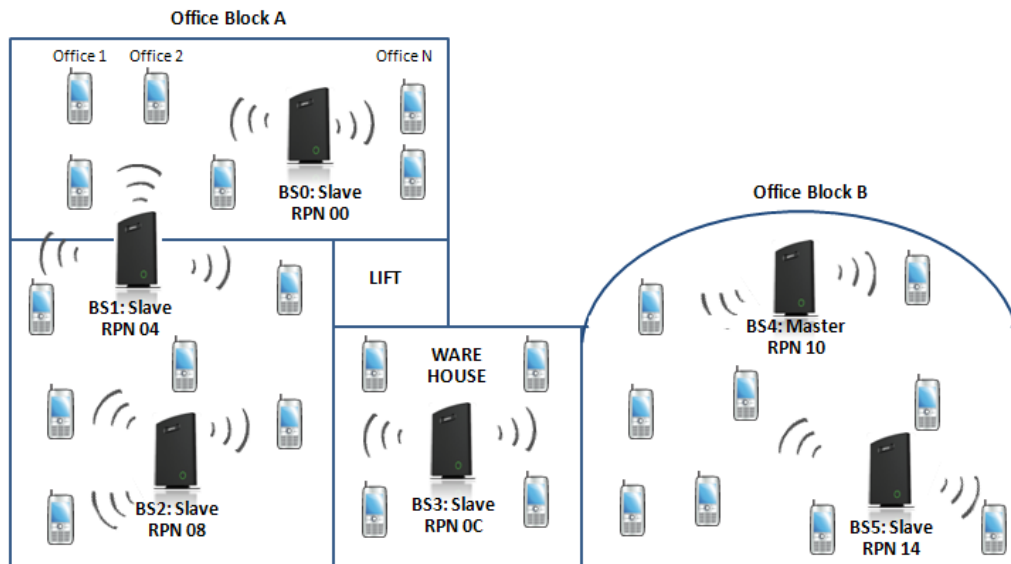 Office Block A
Office 1
Office 2
Office N
BS0: Slave
RPN 00
Office Block B
BS1: Slave
RPN 04
LIFT
BS4: Master
RPN 10
WARE
HOUSE
BS2: Slave
RPN 08
BS3: Slave
RPN 0C
BS5: Slave
RPN 14